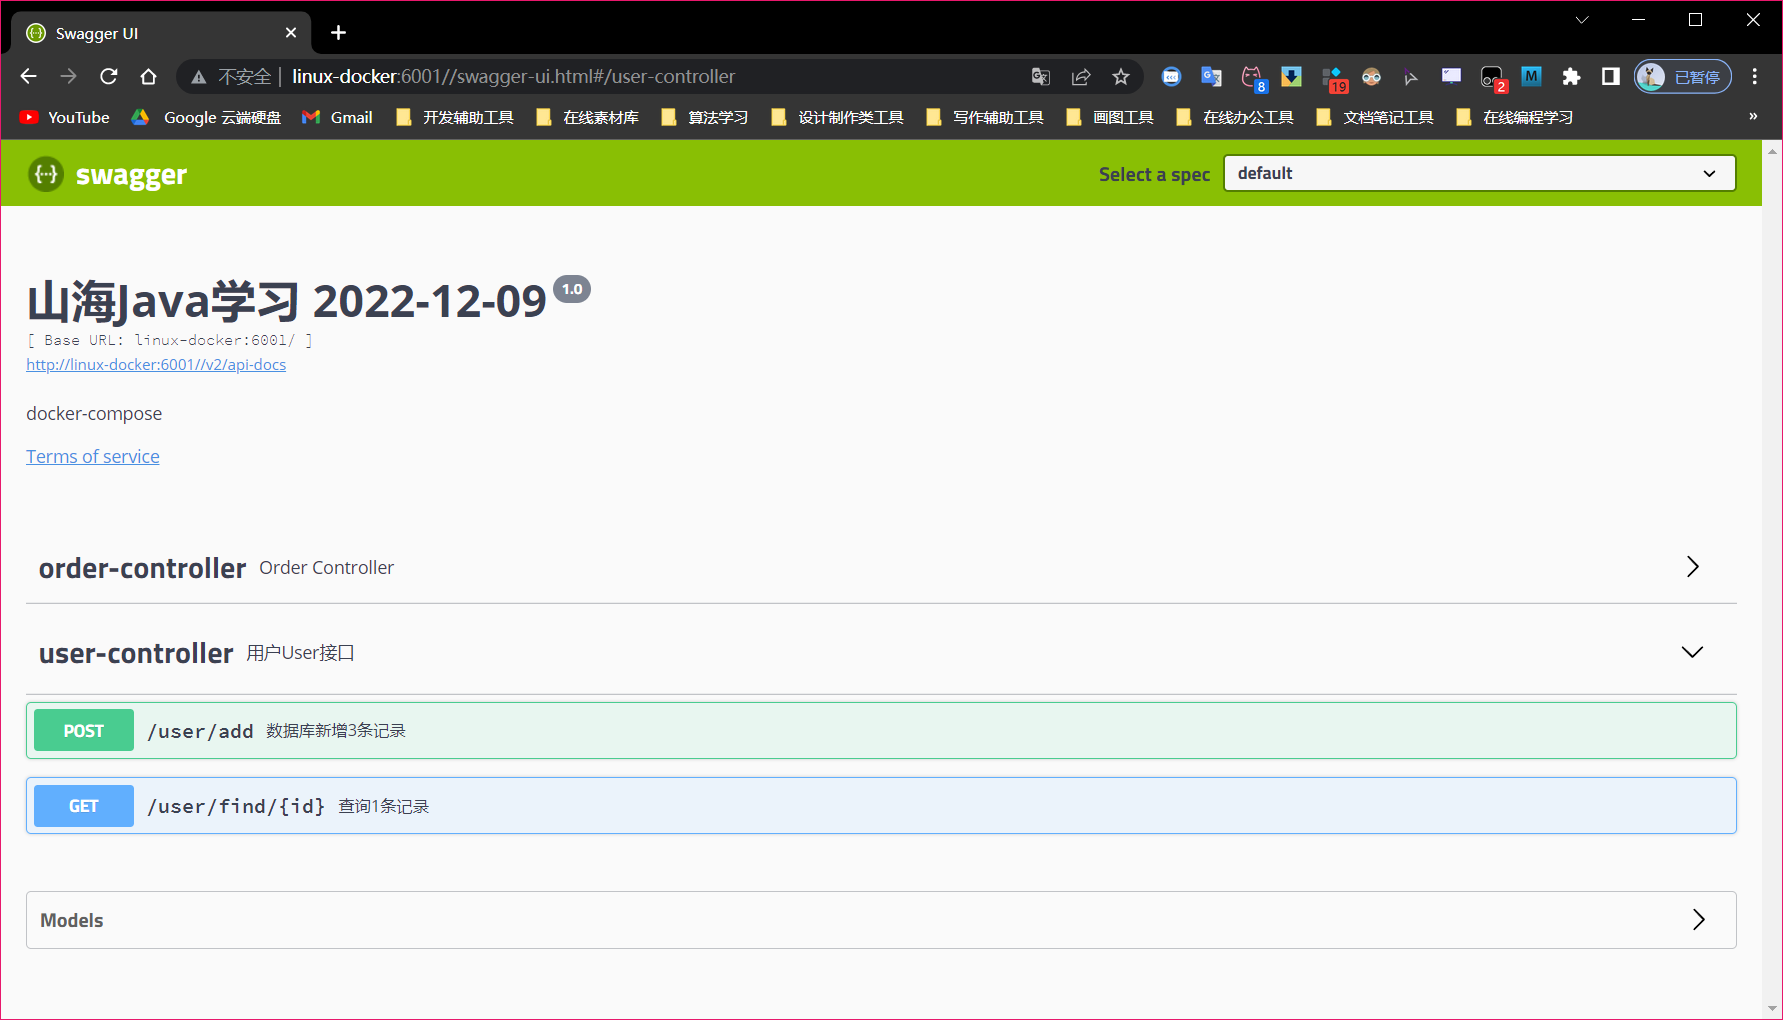 Swagger UI
不安全 linux-docker:6001//swagger-ui.html#/user-controller
8
19
2
M
已暂停
YouTube Google 云端硬盘 Gmail 开发辅助工具 在线素材库 算法学习 设计制作类工具 写作辅助工具 画图工具 在线办公工具 文档笔记工具 在线编程学习 »
{···} swagger Select a spec default
山海Java学习 2022-12-09 1.0
[ Base URL: linux-docker:6001/ ]
http://linux-docker:6001//v2/api-docs
docker-compose
Terms of service
order-controller Order Controller
user-controller 用户User接口
POST /user/add 数据库新增3条记录
GET /user/find/{id} 查询1条记录
Models